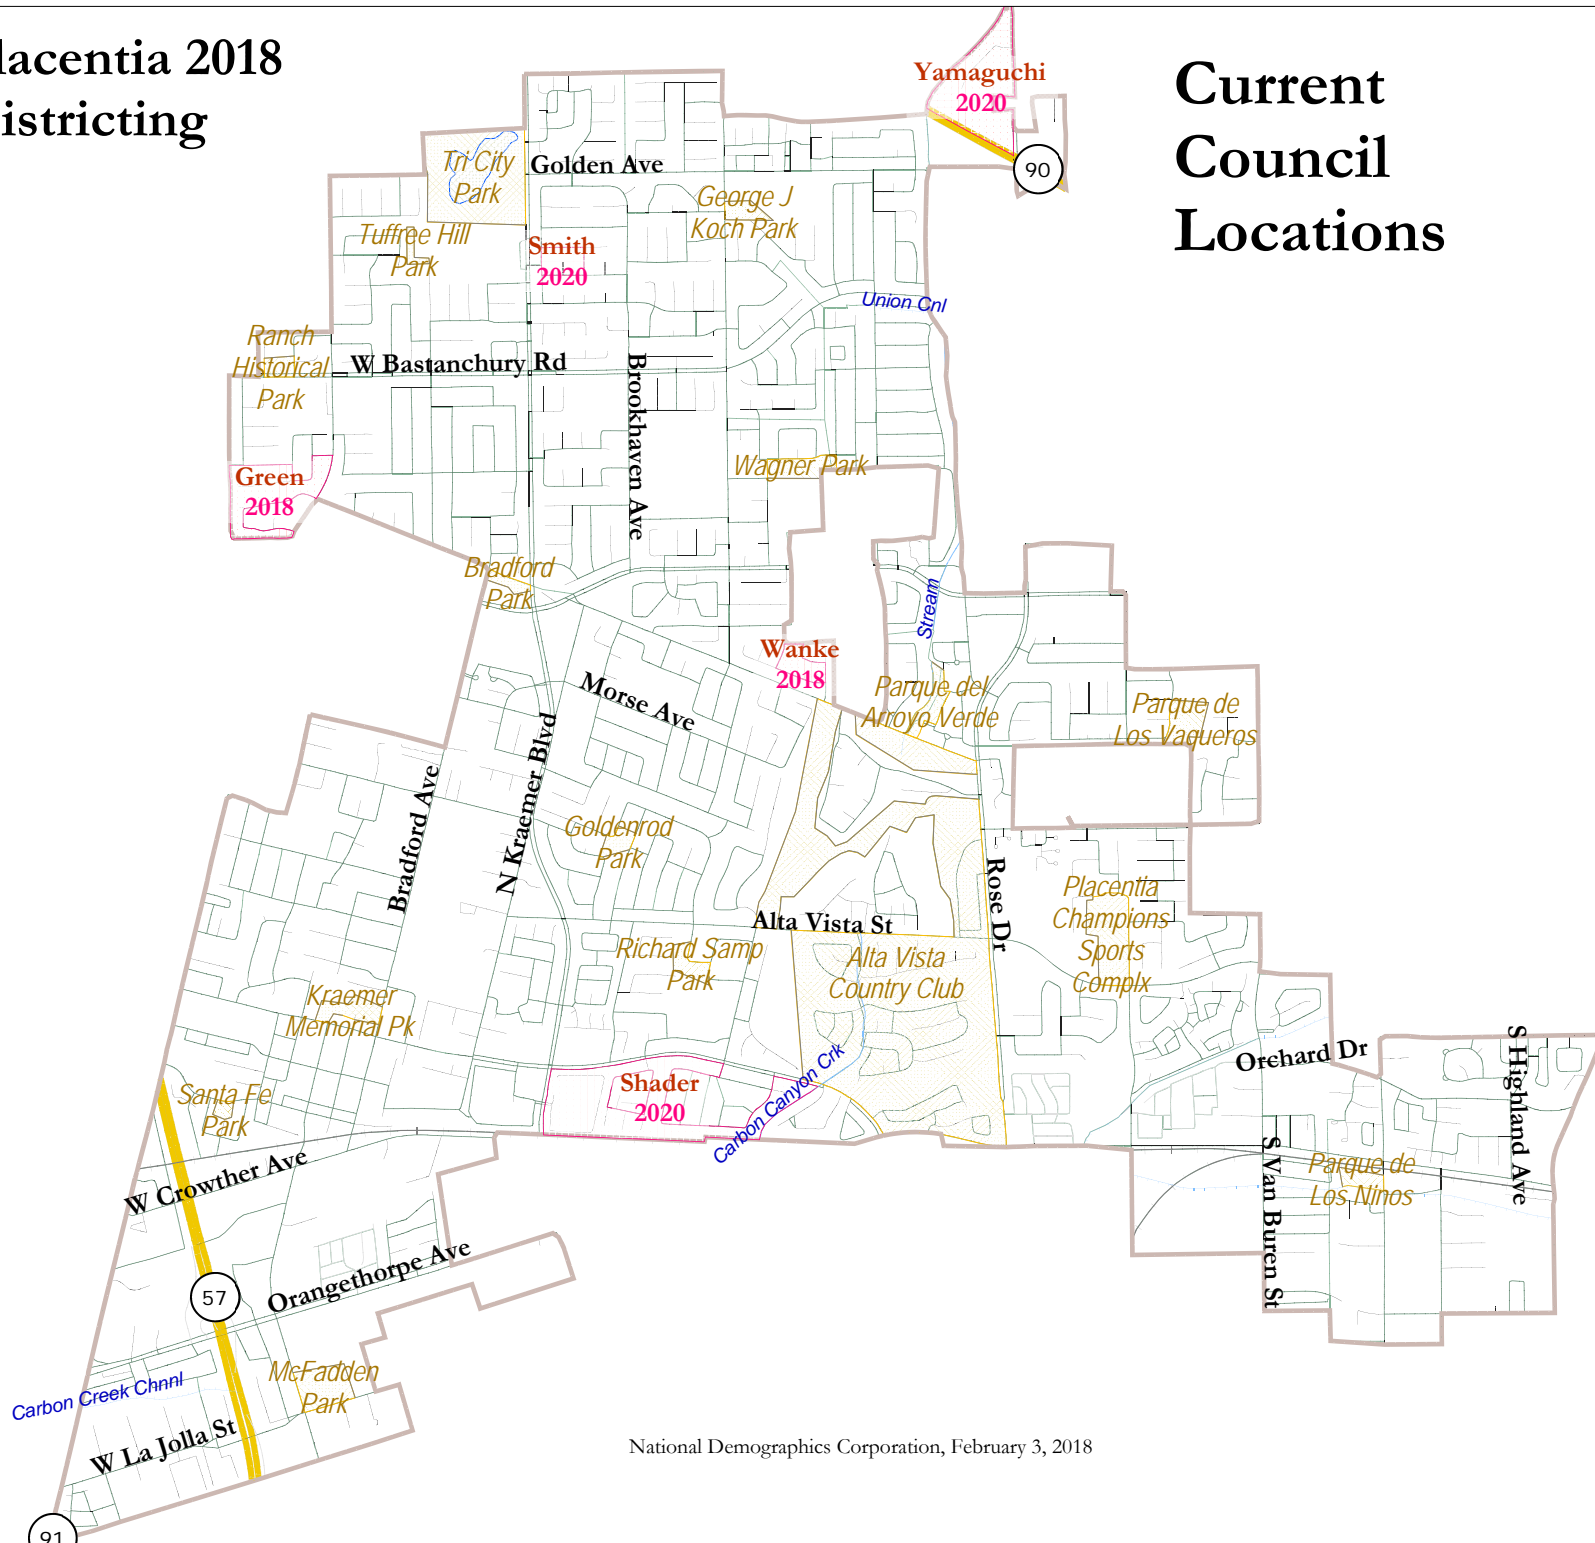 lacentia 2018
istricting
Current
Council
Locations
Yamaguchi
2020
90
Tri City
Park
Golden Ave
George J
Koch Park
Tuffree Hill
Park
Smith
2020
Union Cnl
Ranch
Historical
Park
W Bastanchury Rd
Brookhaven Ave
Wagner Park
Green
2018
Bradford
Park
Stream
Wanke
2018
Morse Ave
Parque del
Arroyo Verde
Parque de
Los Vaqueros
Bradford Ave
N Kraemer Blvd
Goldenrod
Park
Rose Dr
Placentia
Champions
Sports
Complx
Alta Vista St
Richard Samp
Park
Alta Vista
Country Club
Kraemer
Memorial Pk
Orchard Dr
S Highland Ave
Shader
2020
Carbon Canyon Crk
Santa Fe
Park
W Crowther Ave
S Van Buren St
Parque de
Los Ninos
57
Orangethorpe Ave
McFadden
Park
Carbon Creek Chnnl
W La Jolla St
National Demographics Corporation, February 3, 2018
91